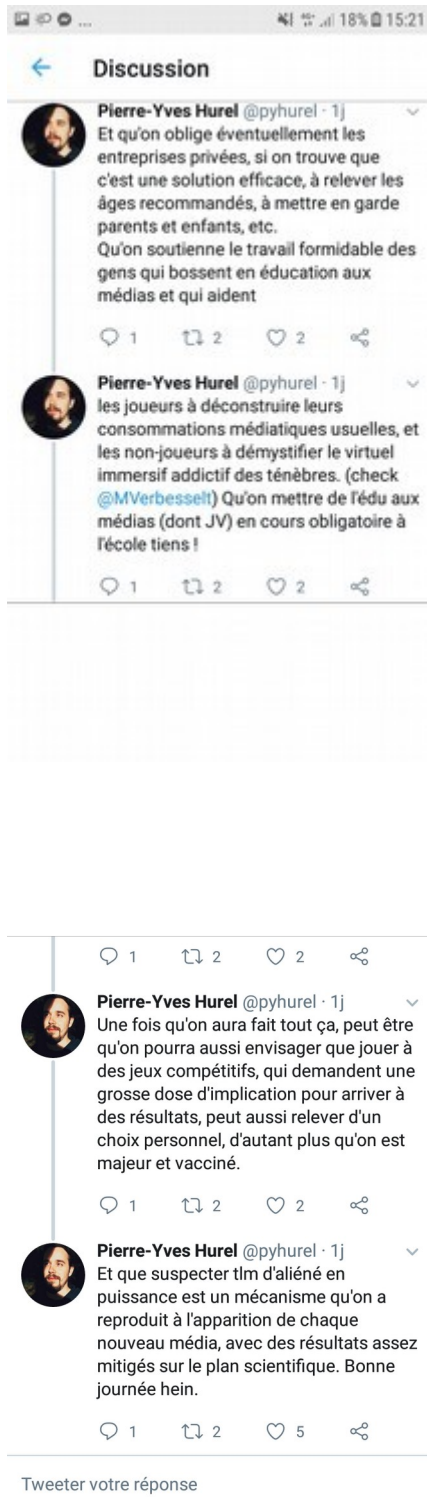 ... 18% 15:21
Discussion
Pierre-Yves Hurel @pyhurel · 1j
Et qu'on oblige éventuellement les
entreprises privées, si on trouve que
c'est une solution efficace, à relever les
âges recommandés, à mettre en garde
parents et enfants, etc.
Qu'on soutienne le travail formidable des
gens qui bossent en éducation aux
médias et qui aident
1 2 2
Pierre-Yves Hurel @pyhurel · 1j
les joueurs à déconstruire leurs
consommations médiatiques usuelles, et
les non-joueurs à démystifier le virtuel
immersif addictif des ténèbres. (check
@MVerbesselt) Qu'on mettre de l'édu aux
médias (dont JV) en cours obligatoire à
l'école tiens !
1 2 2
1 2 2
Pierre-Yves Hurel @pyhurel · 1j
Une fois qu'on aura fait tout ça, peut être
qu'on pourra aussi envisager que jouer à
des jeux compétitifs, qui demandent une
grosse dose d'implication pour arriver à
des résultats, peut aussi relever d'un
choix personnel, d'autant plus qu'on est
majeur et vacciné.
1 2 2
Pierre-Yves Hurel @pyhurel · 1j
Et que suspecter tlm d'aliéné en
puissance est un mécanisme qu'on a
reproduit à l'apparition de chaque
nouveau média, avec des résultats assez
mitigés sur le plan scientifique. Bonne
journée hein.
1 2 5
Tweeter votre réponse